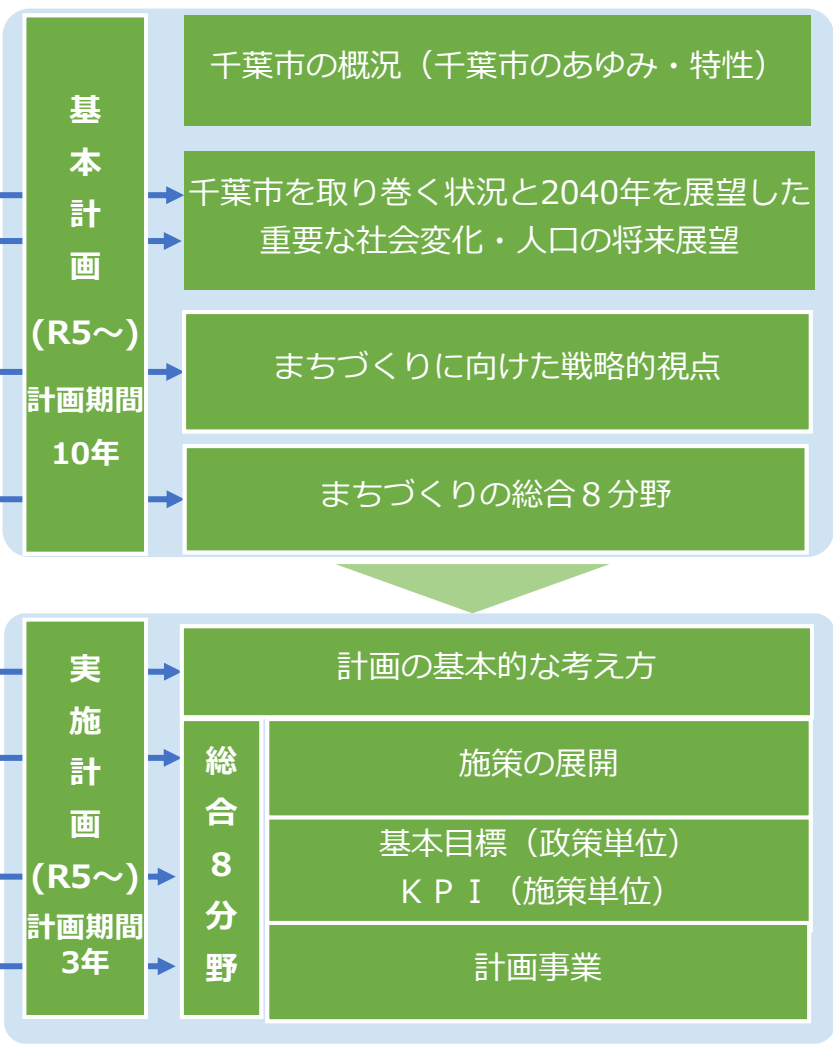 基本計画
(R5～)
計画期間
10年
千葉市の概況（千葉市のあゆみ・特性）
千葉市を取り巻く状況と2040年を展望した
重要な社会変化・人口の将来展望
まちづくりに向けた戦略的視点
まちづくりの総合８分野
実施計画
(R5～)
計画期間
3年
計画の基本的な考え方
総合8分野
施策の展開
基本目標（政策単位）
ＫＰＩ（施策単位）
計画事業